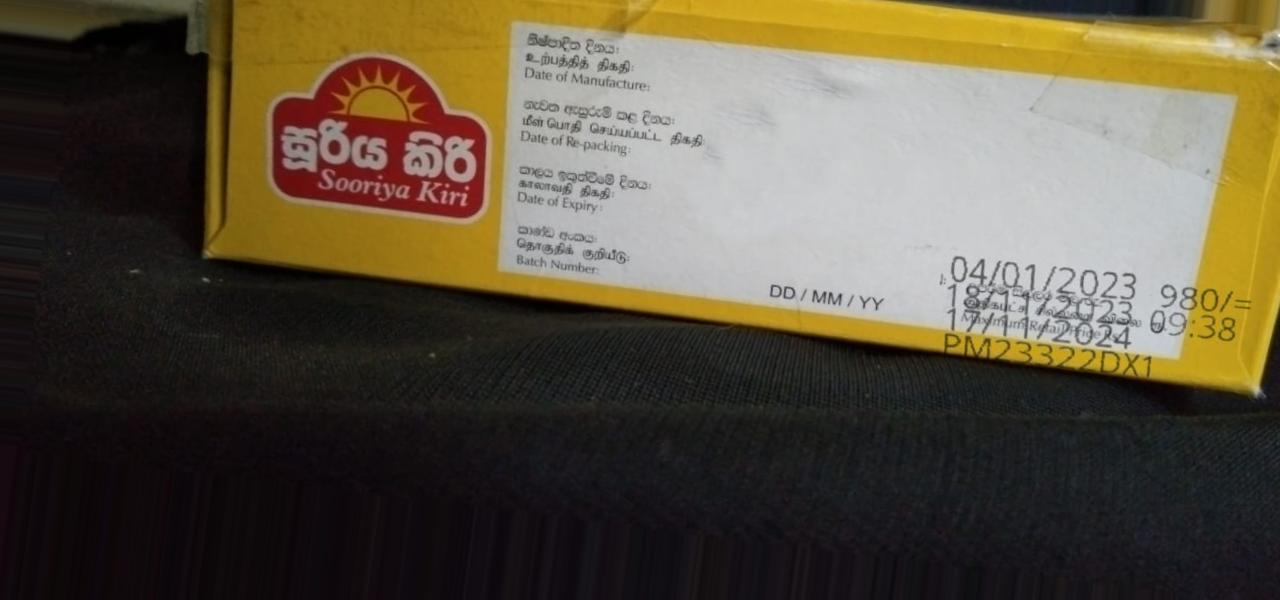 සූරිය කිරි
Sooriya Kiri
නිෂ්පාදිත දිනය:
உற்பத்தித் திகதி:
Date of Manufacture:
නැවත ඇසුරුම් කළ දිනය:
மீள் பொதி செய்யப்பட்ட திகதி:
Date of Re-packing:
කාලය ඉකුත්වීමේ දිනය:
காலாவதி திகதி:
Date of Expiry:
කාණ්ඩ අංකය:
தொகுதிக் குறியீடு:
Batch Number:
DD / MM / YY
04/01/2023 980/=
18/11/2023 09:38
Maximum Retail Price
17/11/2024
PM23322DX1